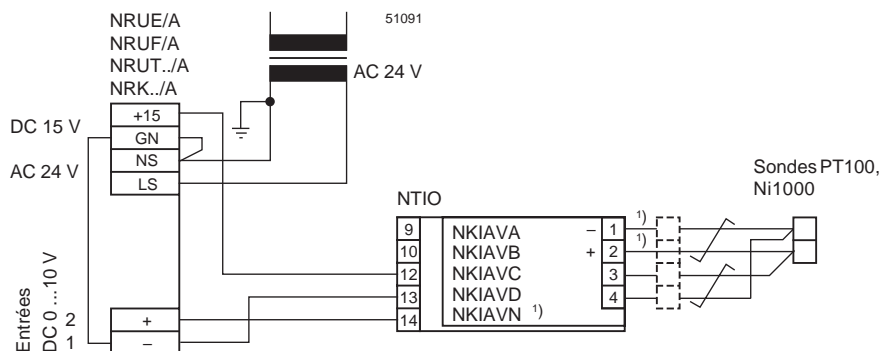 NRUE/A
NRUF/A
NRUT../A
NRK../A
51091
AC 24 V
DC 15 V
AC 24 V
+15
GN
NS
LS
Entrées
DC 0 ... 10 V
2 +
1 –
NTIO
9
10
12
13
14
NKIAVA
NKIAVB
NKIAVC
NKIAVD
NKIAVN 1)
– 1 1)
+ 2 1)
3
4
Sondes PT100,
Ni1000